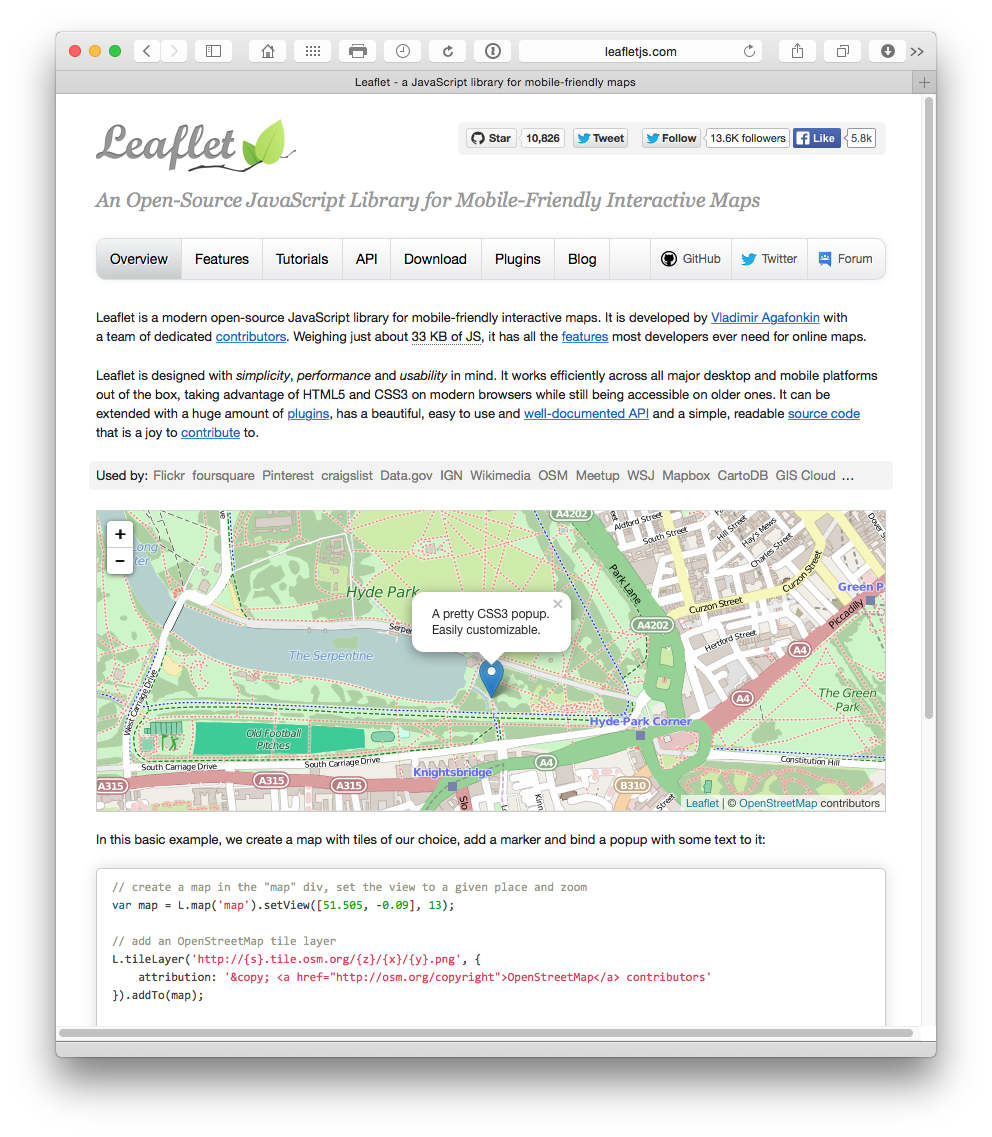 leafletjs.com
Leaflet - a JavaScript library for mobile-friendly maps
Leaflet
Star 10,826 Tweet Follow 13.6K followers Like 5.8k
An Open-Source JavaScript Library for Mobile-Friendly Interactive Maps
Overview Features Tutorials API Download Plugins Blog GitHub Twitter Forum
Leaflet is a modern open-source JavaScript library for mobile-friendly interactive maps. It is developed by Vladimir Agafonkin with
a team of dedicated contributors. Weighing just about 33 KB of JS, it has all the features most developers ever need for online maps.
Leaflet is designed with simplicity, performance and usability in mind. It works efficiently across all major desktop and mobile platforms
out of the box, taking advantage of HTML5 and CSS3 on modern browsers while still being accessible on older ones. It can be
extended with a huge amount of plugins, has a beautiful, easy to use and well-documented API and a simple, readable source code
that is a joy to contribute to.
Used by: Flickr foursquare Pinterest craigslist Data.gov IGN Wikimedia OSM Meetup WSJ Mapbox CartoDB GIS Cloud ...
A4202
Aldford Street
South Street
Hill Street
Hay's Mews
Charles Street
+
-
Long
Park Lane
Curzon Street
Curzon Street
Green P
Hyde Park
A pretty CSS3 popup.
Easily customizable.
×
Piccadilly
A4202
Hertford Street
A4
The Serpentine
West Carriage Drive
A4
The Green
Park
Hyde Park Corner
Old Football
Pitches
South Carriage Drive
South Carriage Drive
A4
Constitution Hill
Knightsbridge
A315
A315
A315
B310
Street
Leaflet | © OpenStreetMap contributors
In this basic example, we create a map with tiles of our choice, add a marker and bind a popup with some text to it:
// create a map in the "map" div, set the view to a given place and zoom
var map = L.map('map').setView([51.505, -0.09], 13);
// add an OpenStreetMap tile layer
L.tileLayer('http://{s}.tile.osm.org/{z}/{x}/{y}.png', {
attribution: '&copy; <a href="http://osm.org/copyright">OpenStreetMap</a> contributors'
}).addTo(map);